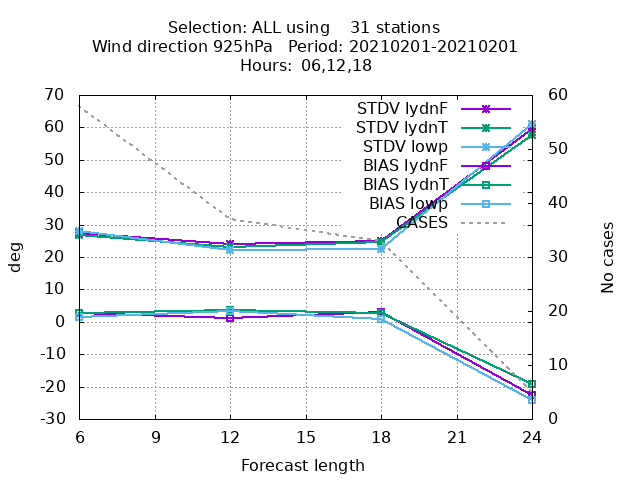 Selection: ALL using 31 stations
Wind direction 925hPa Period: 20210201-20210201
Hours: 06,12,18
70 60
STDV lydnF
60 STDV lydnT
50
STDV lowp
50 BIAS lydnF
BIAS lydnT
40 40
BIAS lowp
30 CASES
20 30
10
20
0
-10 10
-20
-30 0
deg
No cases
6 9 12 15 18 21 24
Forecast length